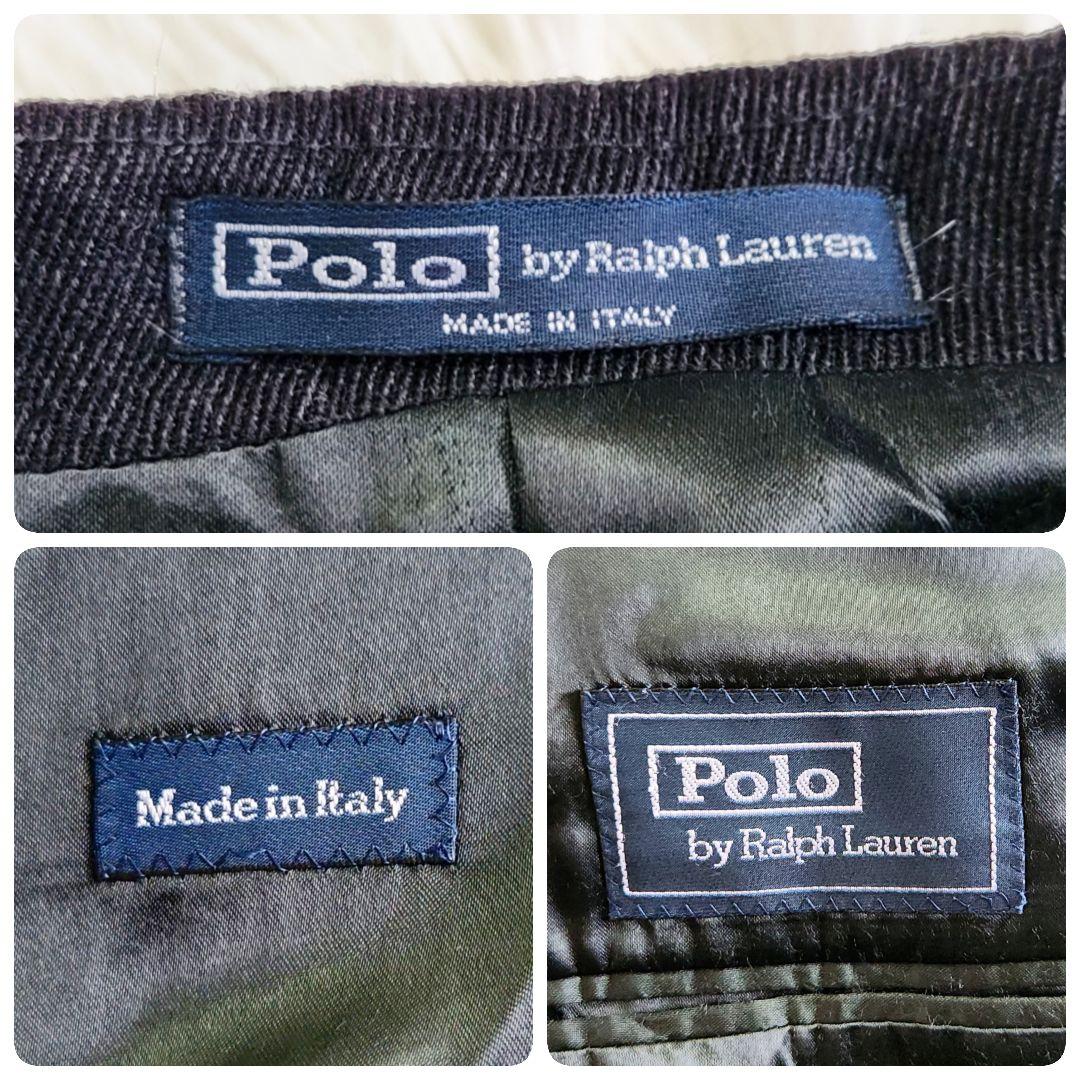 Polo by Ralph Lauren
MADE IN ITALY
Made in Italy
Polo
by Ralph Lauren